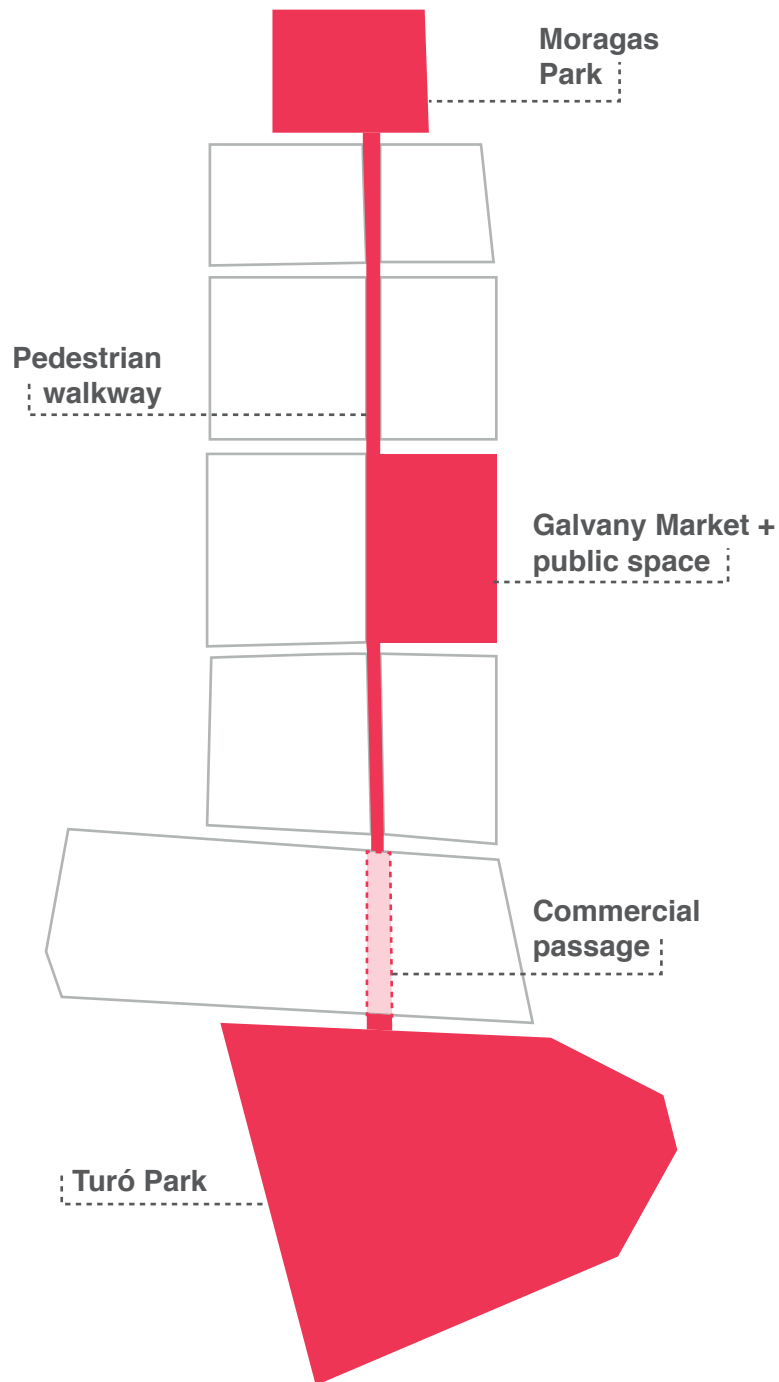 Moragas
Park
Pedestrian
walkway
Galvany Market +
public space
Commercial
passage
Turó Park